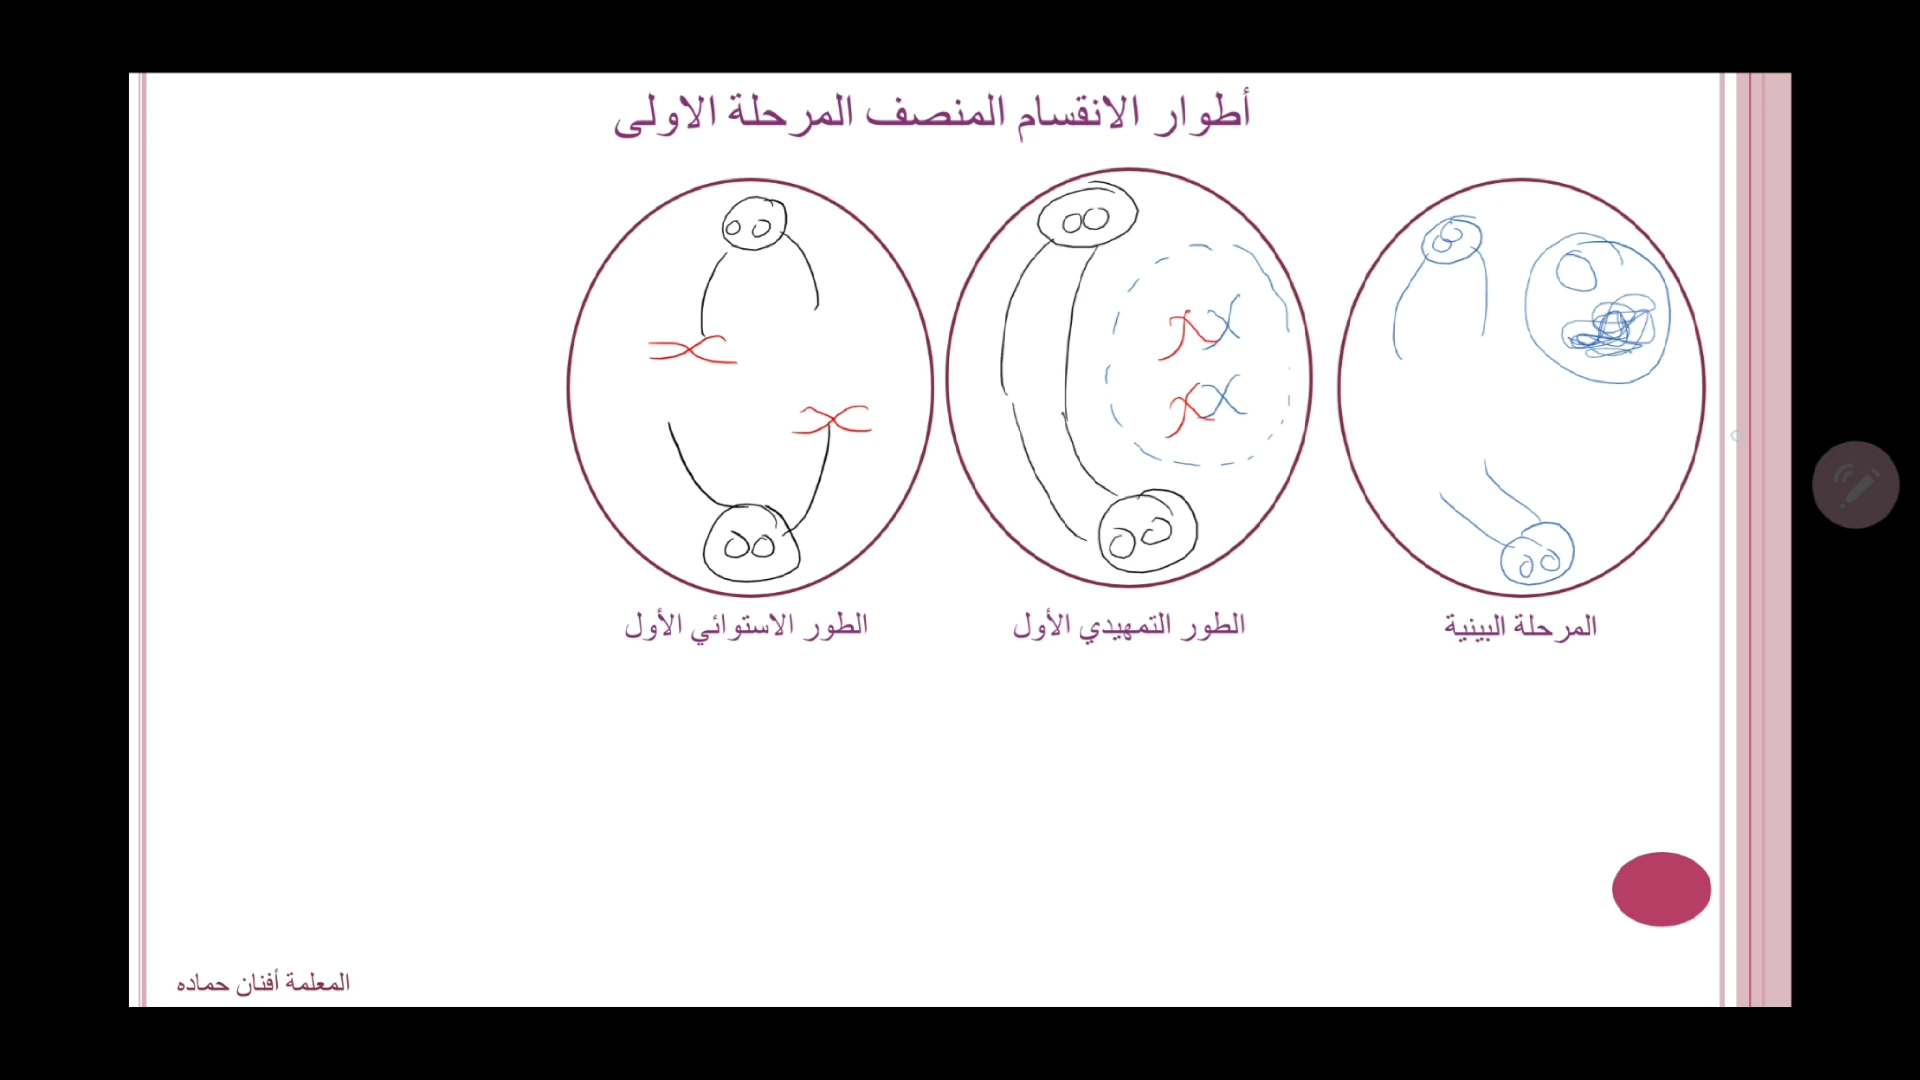 أطوار الانقسام المنصف المرحلة الاولى
المرحلة البينية
الطور التمهيدي الأول
الطور الاستوائي الأول
المعلمة أفنان حماده